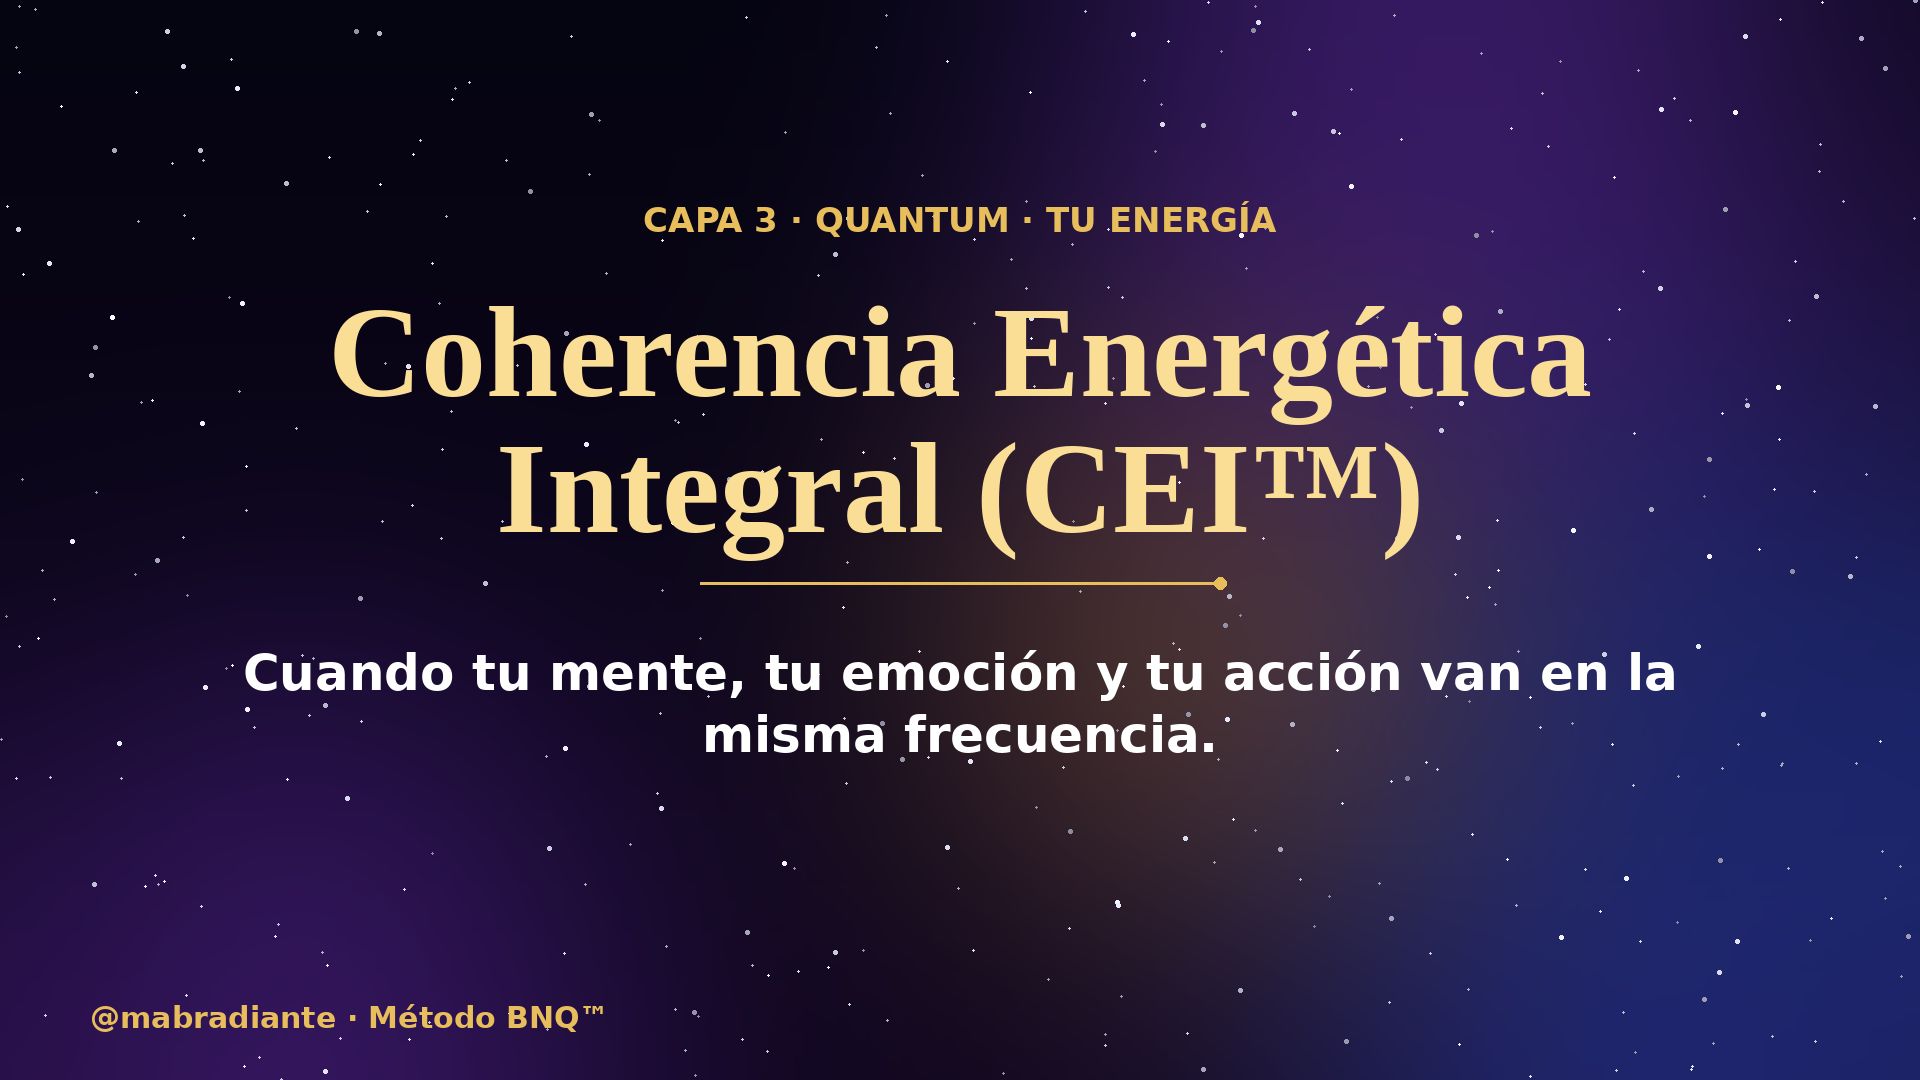 CAPA 3 · QUANTUM · TU ENERGÍA
Coherencia Energética
Integral (CEI™)
Cuando tu mente, tu emoción y tu acción van en la
misma frecuencia.
@mabradiante · Método BNQ™